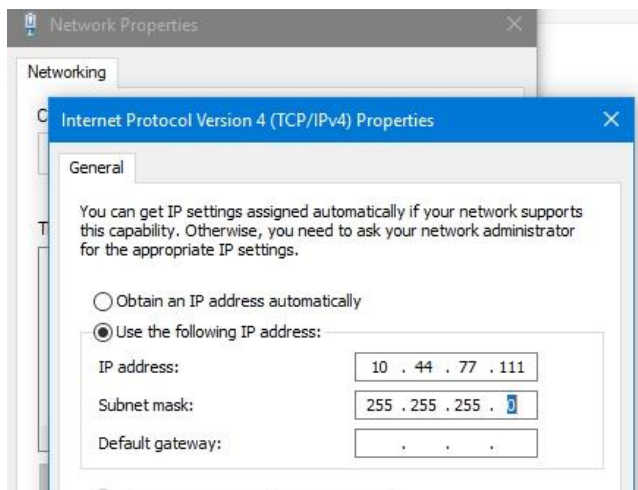 Network Properties
Networking
C
Internet Protocol Version 4 (TCP/IPv4) Properties
General
T
You can get IP settings assigned automatically if your network supports
this capability. Otherwise, you need to ask your network administrator
for the appropriate IP settings.
Obtain an IP address automatically
Use the following IP address:
IP address: 10 . 44 . 77 . 111
Subnet mask: 255 . 255 . 255 . 0
Default gateway: . . .